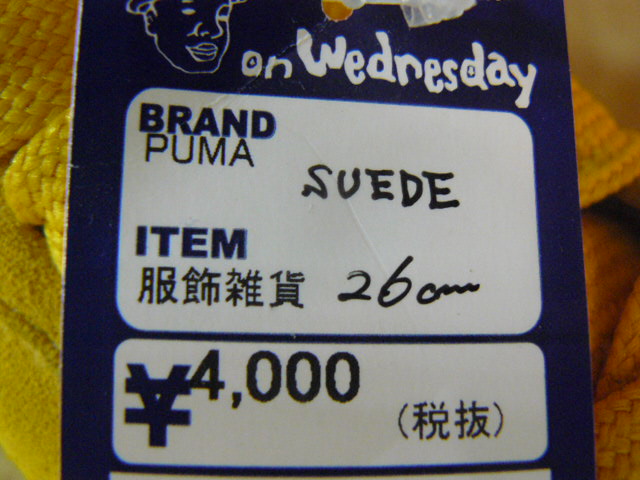 on Wednesday
BRAND
PUMA
SUEDE
ITEM
服飾雑貨 26cm
¥4,000
(税抜)